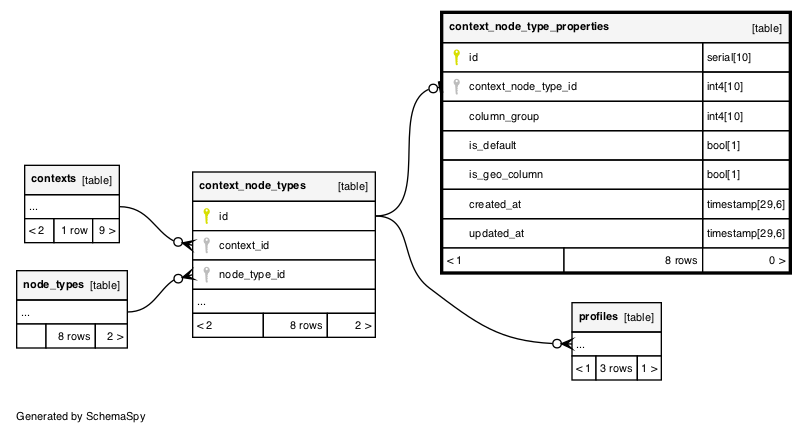 context_node_type_properties [table]
id serial[10]
context_node_type_id int4[10]
column_group int4[10]
is_default bool[1]
is_geo_column bool[1]
created_at timestamp[29,6]
updated_at timestamp[29,6]
< 1 8 rows 0 >
contexts [table]
...
< 2 1 row 9 >
context_node_types [table]
id
context_id
node_type_id
...
< 2 8 rows 2 >
node_types [table]
...
8 rows 2 >
profiles [table]
...
< 1 3 rows 1 >
Generated by SchemaSpy